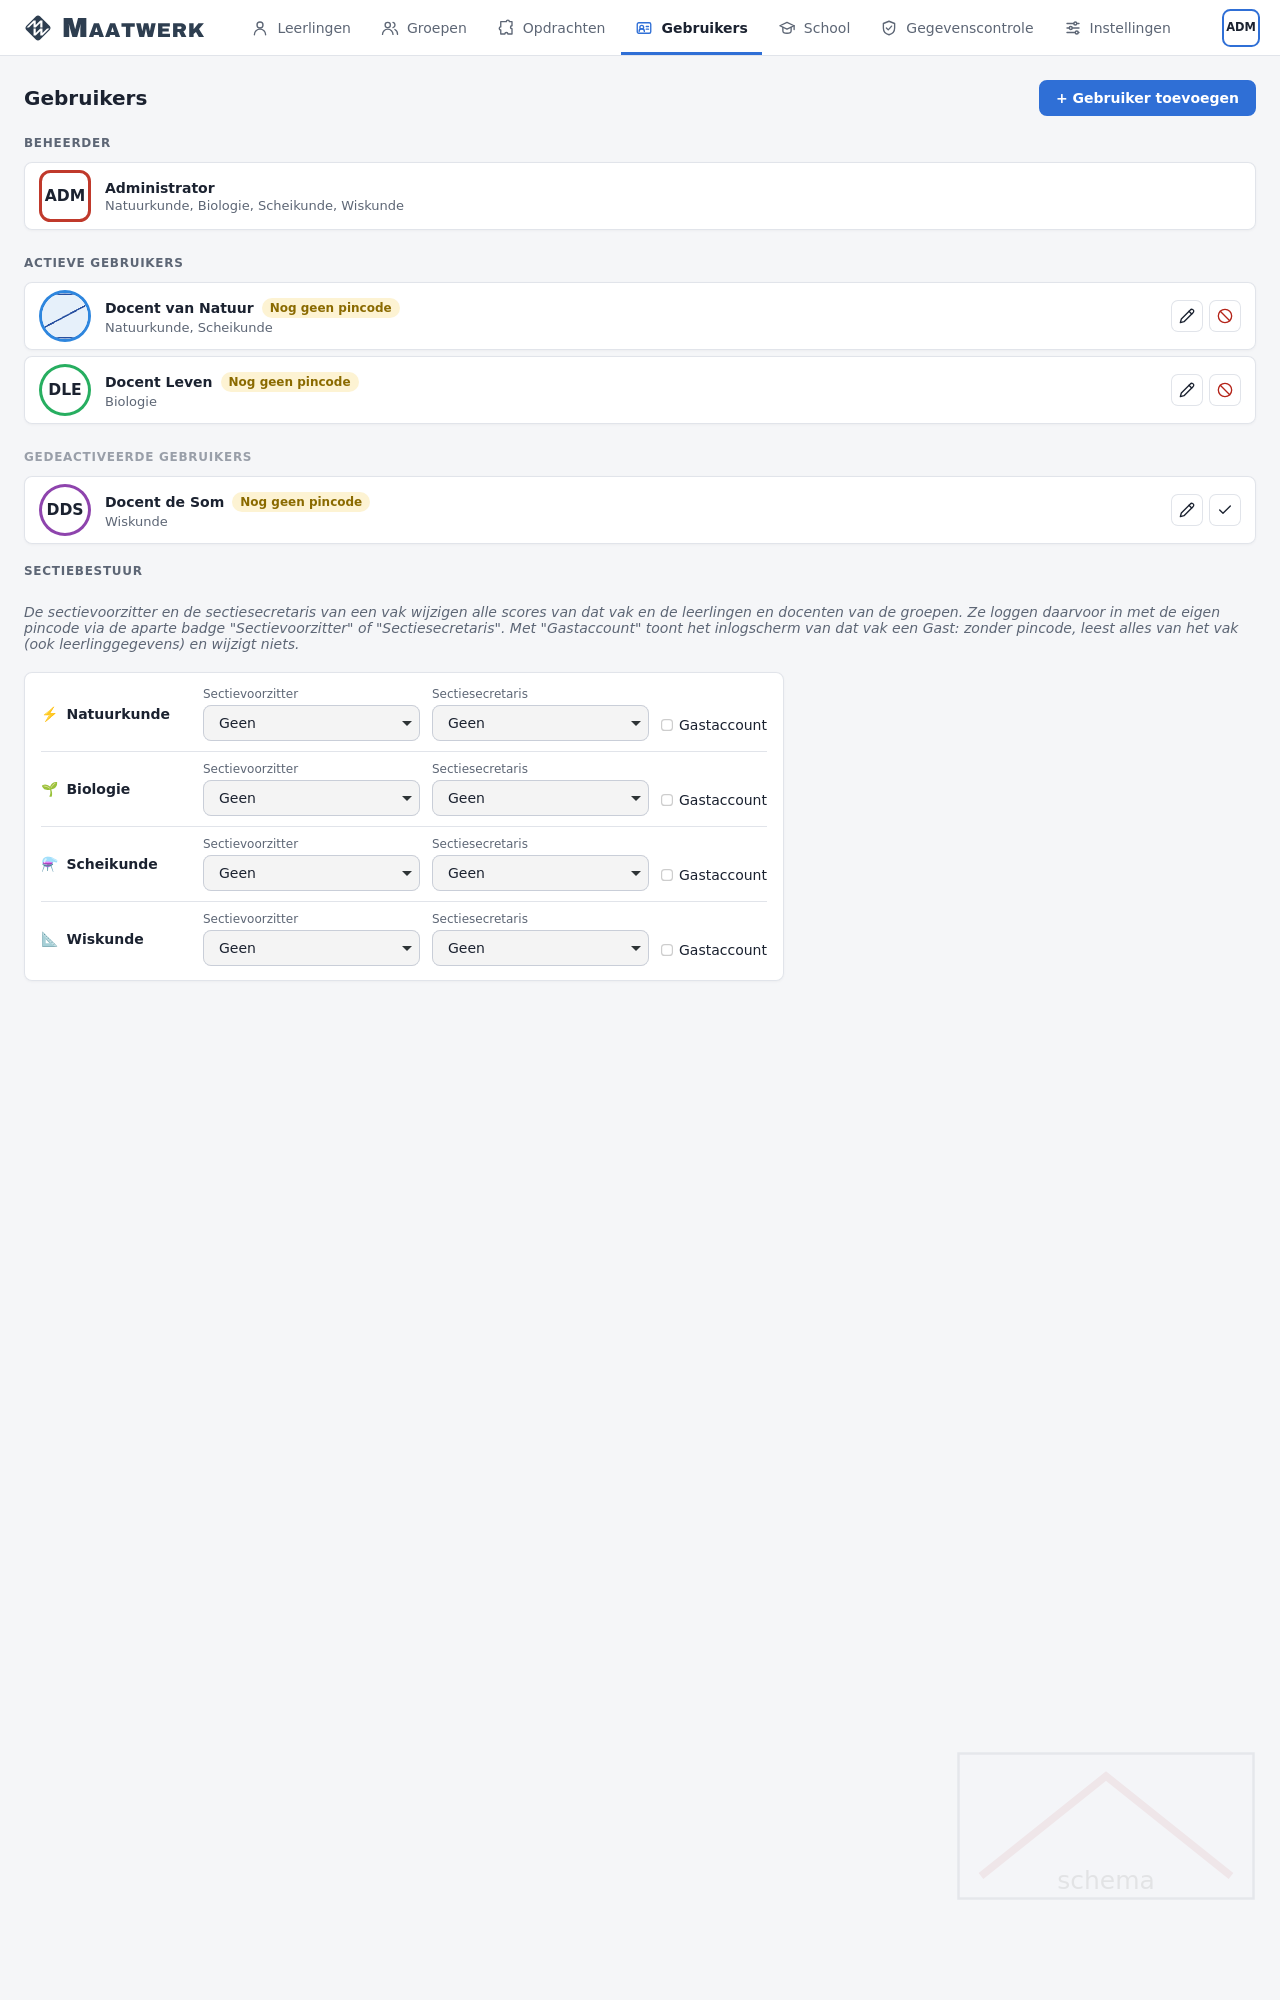 MAATWERK
Leerlingen
Groepen
Opdrachten
Gebruikers
School
Gegevenscontrole
Instellingen
ADM
Gebruikers
+ Gebruiker toevoegen
BEHEERDER
ADM
Administrator
Natuurkunde, Biologie, Scheikunde, Wiskunde
ACTIEVE GEBRUIKERS
Docent van Natuur Nog geen pincode
Natuurkunde, Scheikunde
DLE
Docent Leven Nog geen pincode
Biologie
GEDEACTIVEERDE GEBRUIKERS
DDS
Docent de Som Nog geen pincode
Wiskunde
SECTIEBESTUUR
De sectievoorzitter en de sectiesecretaris van een vak wijzigen alle scores van dat vak en de leerlingen en docenten van de groepen. Ze loggen daarvoor in met de eigen
pincode via de aparte badge "Sectievoorzitter" of "Sectiesecretaris". Met "Gastaccount" toont het inlogscherm van dat vak een Gast: zonder pincode, leest alles van het vak
(ook leerlinggegevens) en wijzigt niets.
Sectievoorzitter Sectiesecretaris
Natuurkunde Geen Geen Gastaccount
Sectievoorzitter Sectiesecretaris
Biologie Geen Geen Gastaccount
Sectievoorzitter Sectiesecretaris
Scheikunde Geen Geen Gastaccount
Sectievoorzitter Sectiesecretaris
Wiskunde Geen Geen Gastaccount
schema